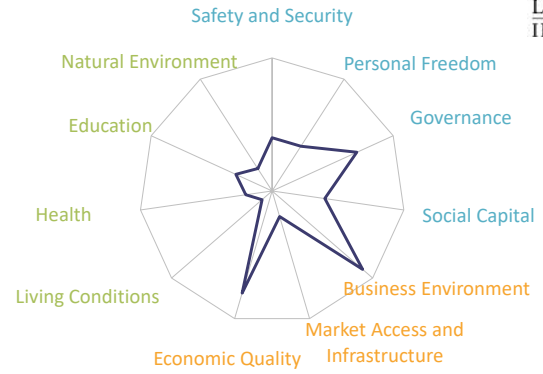 Safety and Security
Natural Environment
Personal Freedom
Education
Governance
Health
Social Capital
Living Conditions
Business Environment
Market Access and
Infrastructure
Economic Quality